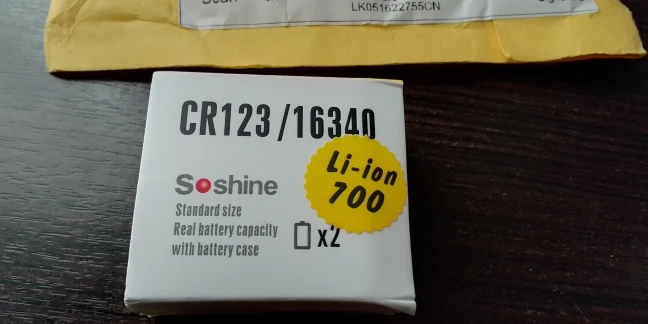 LK051622755CN
CR123/16340
Li-ion
700
Soshine
Standard size
Real battery capacity
with battery case
x2